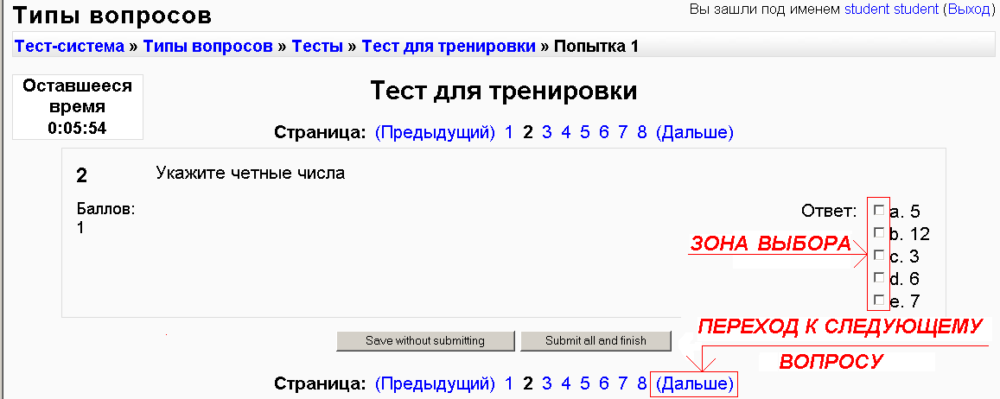 Типы вопросов
Вы зашли под именем student student (Выход)
Тест-система » Типы вопросов » Тесты » Тест для тренировки » Попытка 1
Оставшееся
время
0:05:54
Тест для тренировки
Страница: (Предыдущий) 1 2 3 4 5 6 7 8 (Дальше)
2
Укажите четные числа
Баллов:
1
Ответ:
a. 5
b. 12
c. 3
d. 6
e. 7
ЗОНА ВЫБОРА
Save without submitting
Submit all and finish
ПЕРЕХОД К СЛЕДУЮЩЕМУ
ВОПРОСУ
Страница: (Предыдущий) 1 2 3 4 5 6 7 8 (Дальше)